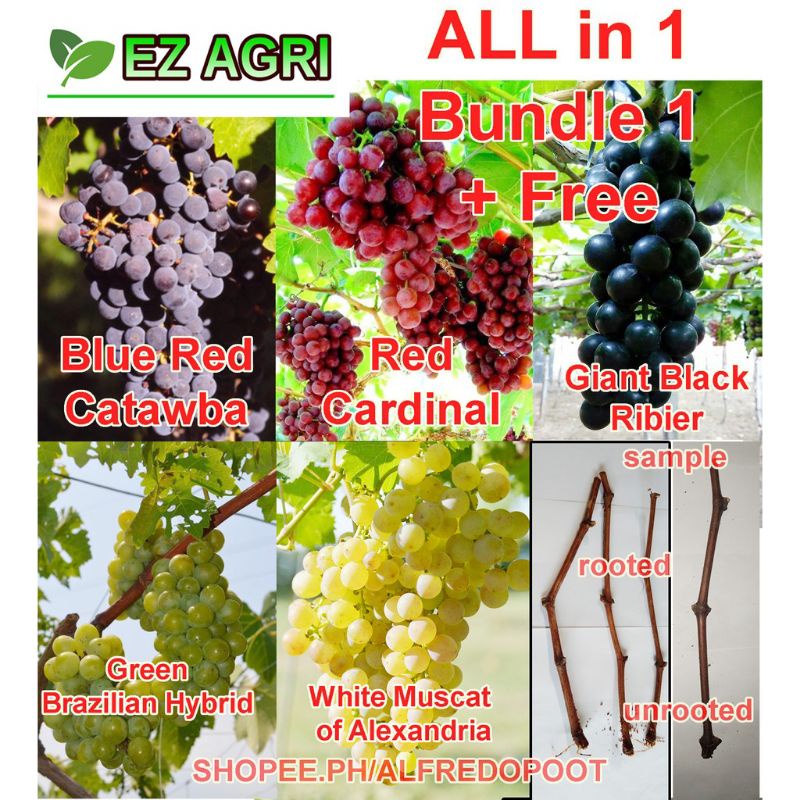 EZ AGRI
ALL in 1
Bundle 1
+ Free
Blue Red
Catawba
Red
Cardinal
Giant Black
Ribier
Green
Brazilian Hybrid
White Muscat
of Alexandria
sample
rooted
unrooted
SHOPEE.PH/ALFREDOPOOT